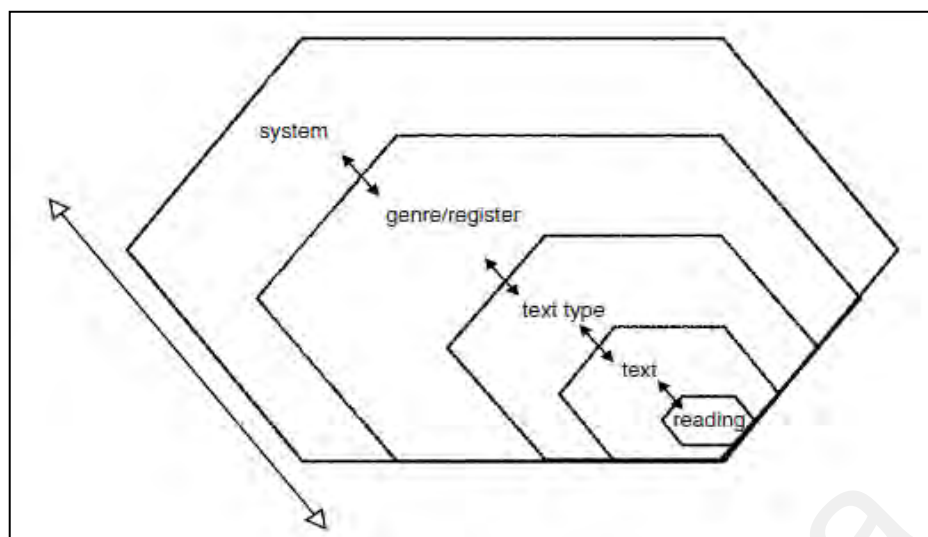 system
genre/register
text type
text
reading